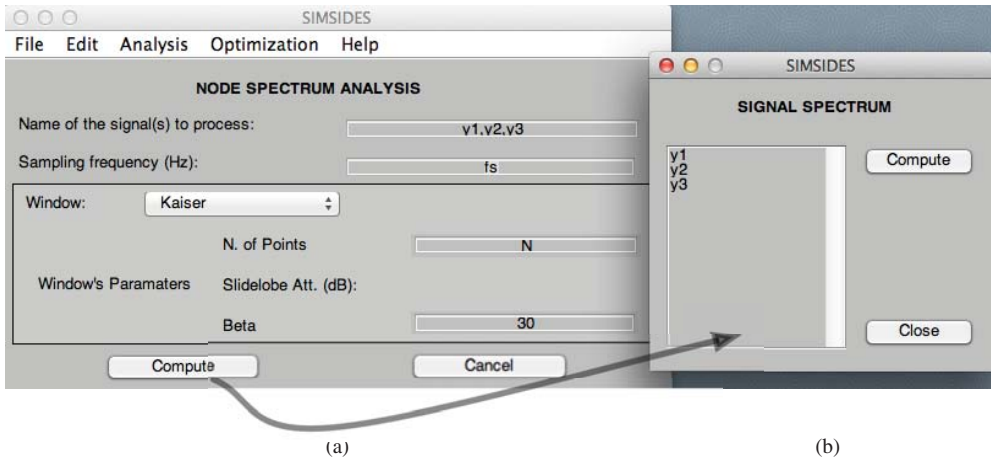 SIMSIDES
File Edit Analysis Optimization Help
NODE SPECTRUM ANALYSIS
Name of the signal(s) to process: y1,y2,y3
Sampling frequency (Hz): fs
Window: Kaiser
N. of Points N
Window's Paramaters Slidelobe Att. (dB):
Beta 30
Compute Cancel
(a)
SIMSIDES
SIGNAL SPECTRUM
y1
y2
y3
Compute
Close
(b)